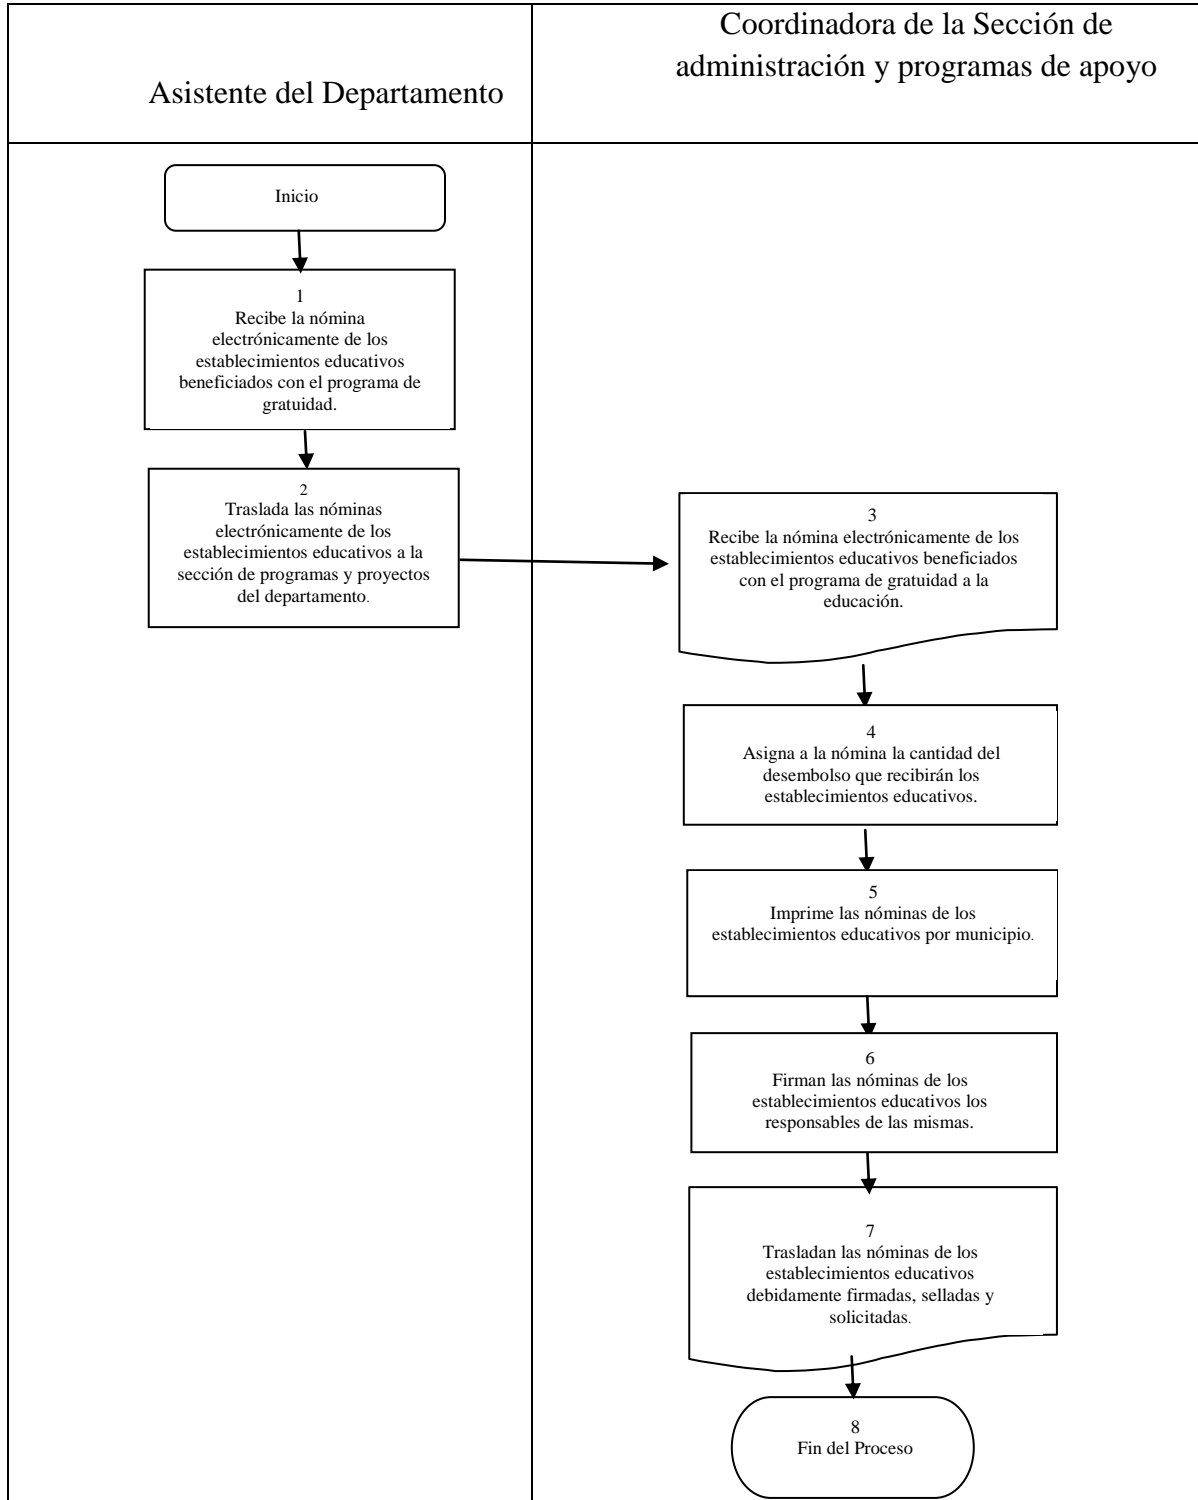 Asistente del Departamento
Coordinadora de la Sección de
administración y programas de apoyo
Inicio
1
Recibe la nómina
electrónicamente de los
establecimientos educativos
beneficiados con el programa de
gratuidad.
2
Traslada las nóminas
electrónicamente de los
establecimientos educativos a la
sección de programas y proyectos
del departamento.
3
Recibe la nómina electrónicamente de los
establecimientos educativos beneficiados
con el programa de gratuidad a la
educación.
4
Asigna a la nómina la cantidad del
desembolso que recibirán los
establecimientos educativos.
5
Imprime las nóminas de los
establecimientos educativos por municipio.
6
Firman las nóminas de los
establecimientos educativos los
responsables de las mismas.
7
Trasladan las nóminas de los
establecimientos educativos
debidamente firmadas, selladas y
solicitadas.
8
Fin del Proceso